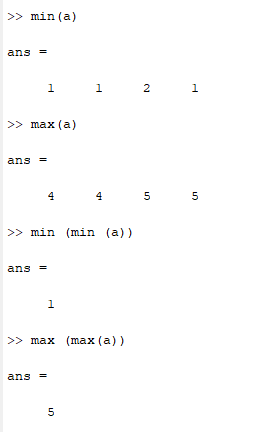 >> min(a)
ans =
1 1 2 1
>> max(a)
ans =
4 4 5 5
>> min (min (a))
ans =
1
>> max (max(a))
ans =
5